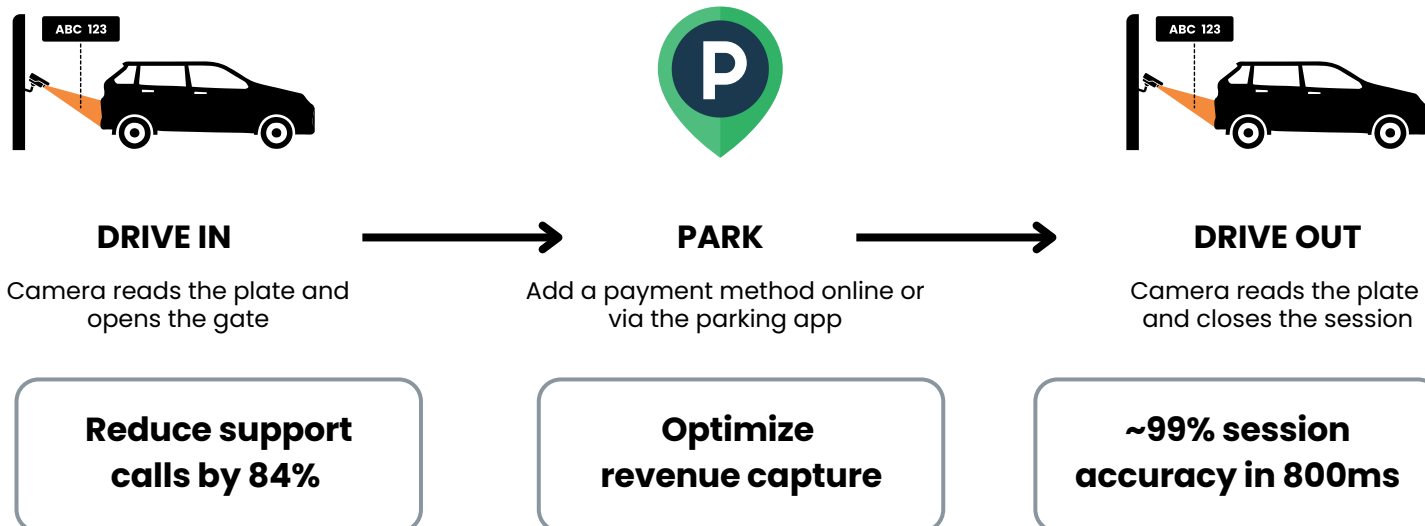 ABC 123
P
ABC 123
DRIVE IN
PARK
DRIVE OUT
Camera reads the plate and
opens the gate
Add a payment method online or
via the parking app
Camera reads the plate
and closes the session
Reduce support
calls by 84%
Optimize
revenue capture
~99% session
accuracy in 800ms